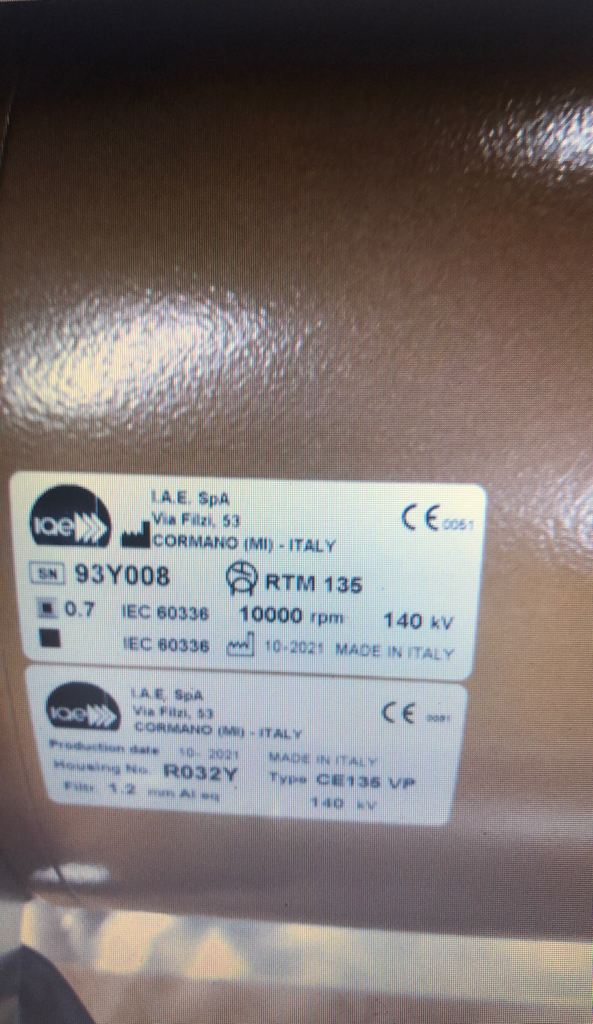 iae
I.A.E. SpA
Via Filzi, 53
CORMANO (MI) - ITALY
CE 0051
SN 93Y008 RTM 135
0.7 IEC 60336 10000 rpm 140 kV
IEC 60336 10-2021 MADE IN ITALY
iae
I.A.E. SpA
Via Filzi, 53
CORMANO (MI) - ITALY
CE 0051
Production date 10- 2021 MADE IN ITALY
Housing No. R032Y Type CE135 VP
Filtr. 1.2 mm Al eq 140 kV